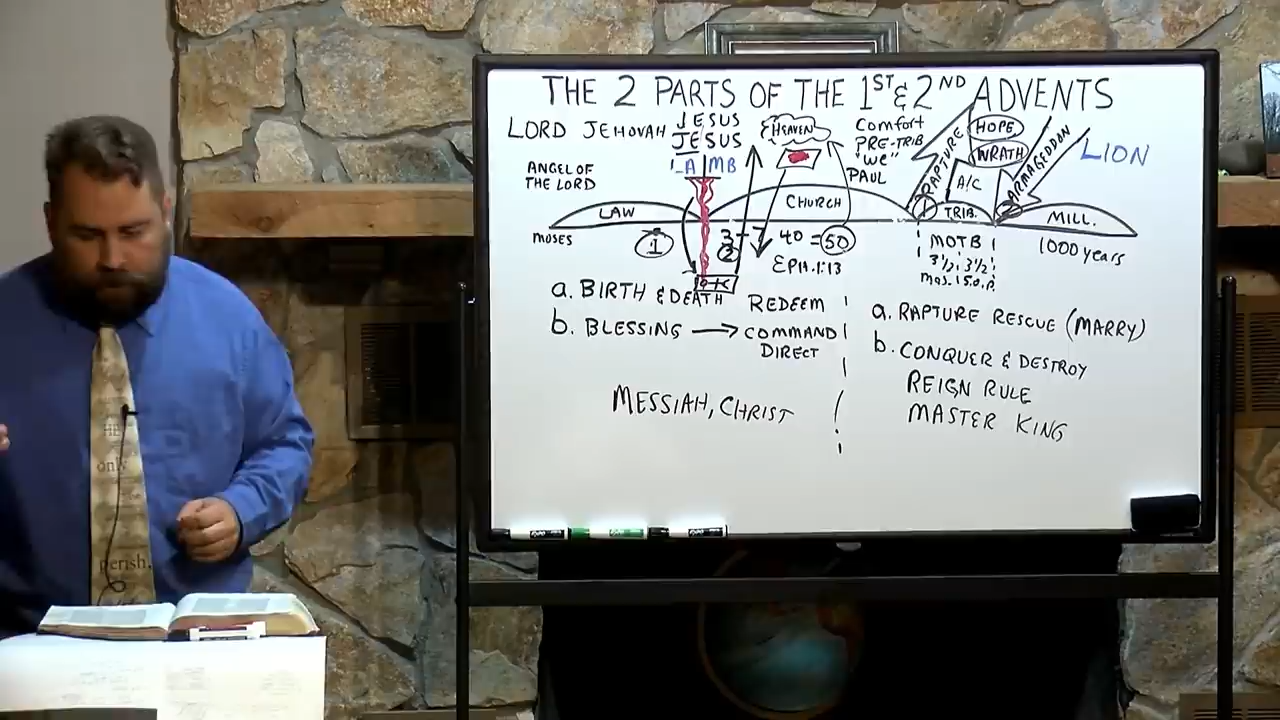 THE 2 PARTS OF THE 1ST & 2ND ADVENTS
LORD JEHOVAH
JESUS
JESUS
LAMB
ANGEL OF
THE LORD
HEAVEN
Comfort
PRE-TRIB
"WE"
PAUL
RAPTURE
HOPE
WRATH
A/C
ARMAGEDDON
LION
LAW
CHURCH
TRIB.
MILL.
MOSES
1
3
2
40 = 50
EPH. 1:13
MOTB
3½ 3½
1000 years
a. BIRTH & DEATH REDEEM
b. BLESSING → COMMAND
DIRECT
MESSIAH, CHRIST
a. RAPTURE RESCUE (MARRY)
b. CONQUER & DESTROY
REIGN RULE
MASTER KING
HE
only
perish,